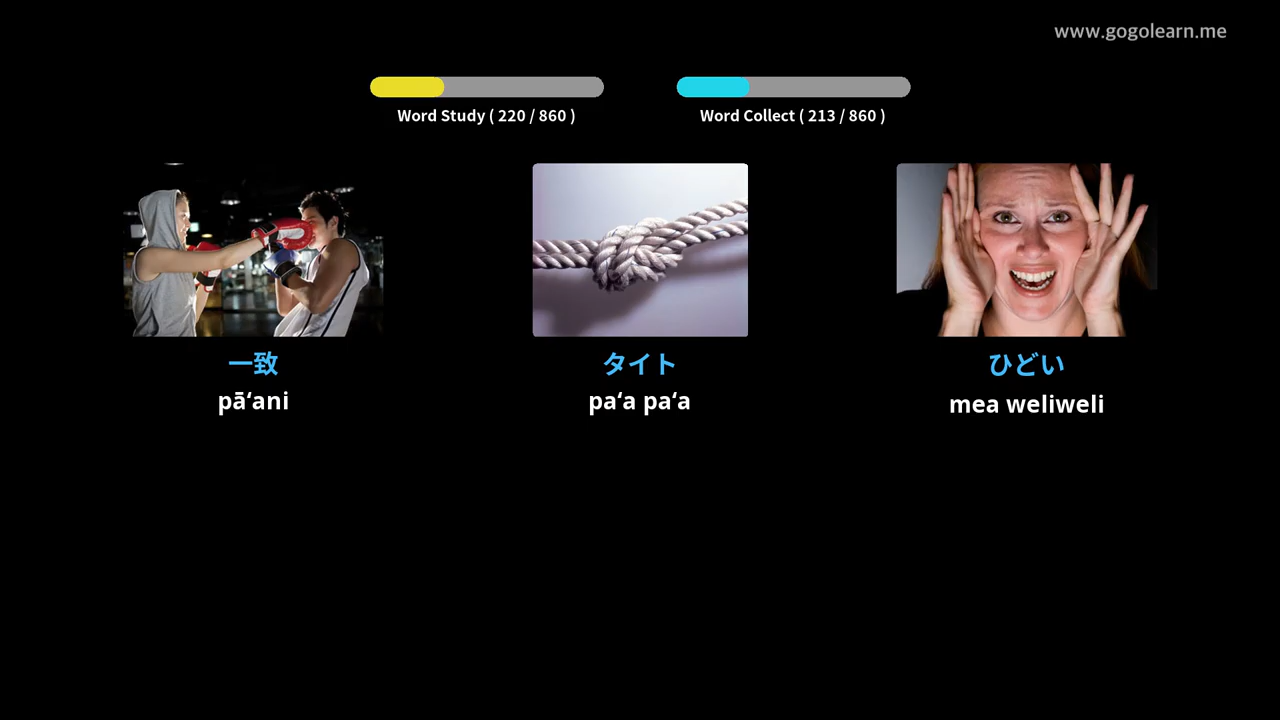 www.gogolearn.me
Word Study ( 220 / 860 )
Word Collect ( 213 / 860 )
一致
pāʻani
タイト
paʻa paʻa
ひどい
mea weliweli